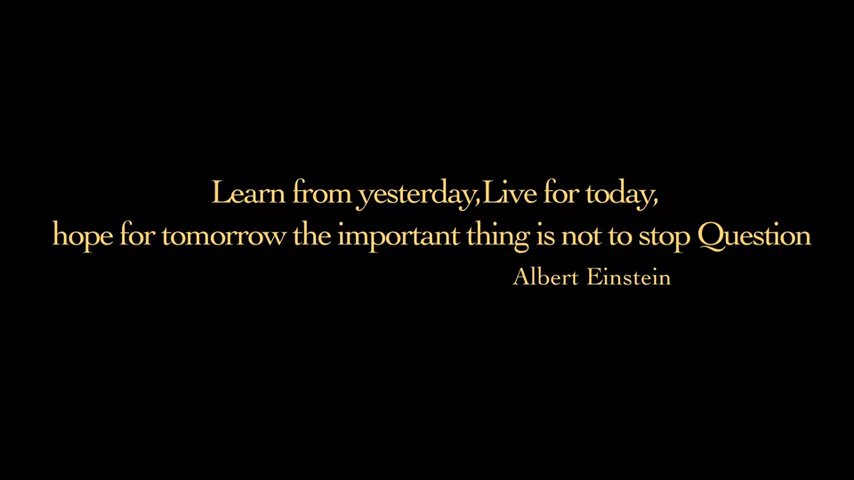 Learn from yesterday,Live for today,
hope for tomorrow the important thing is not to stop Question
Albert Einstein